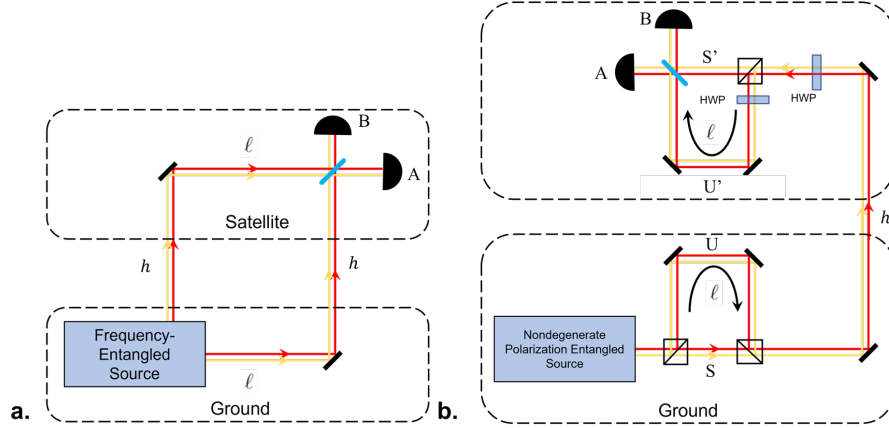 B
A
ℓ
Satellite
h
h
Frequency-
Entangled
Source
ℓ
Ground
a.
B
A
S'
HWP
HWP
ℓ
U'
h
U
ℓ
Nondegenerate
Polarization Entangled
Source
S
Ground
b.